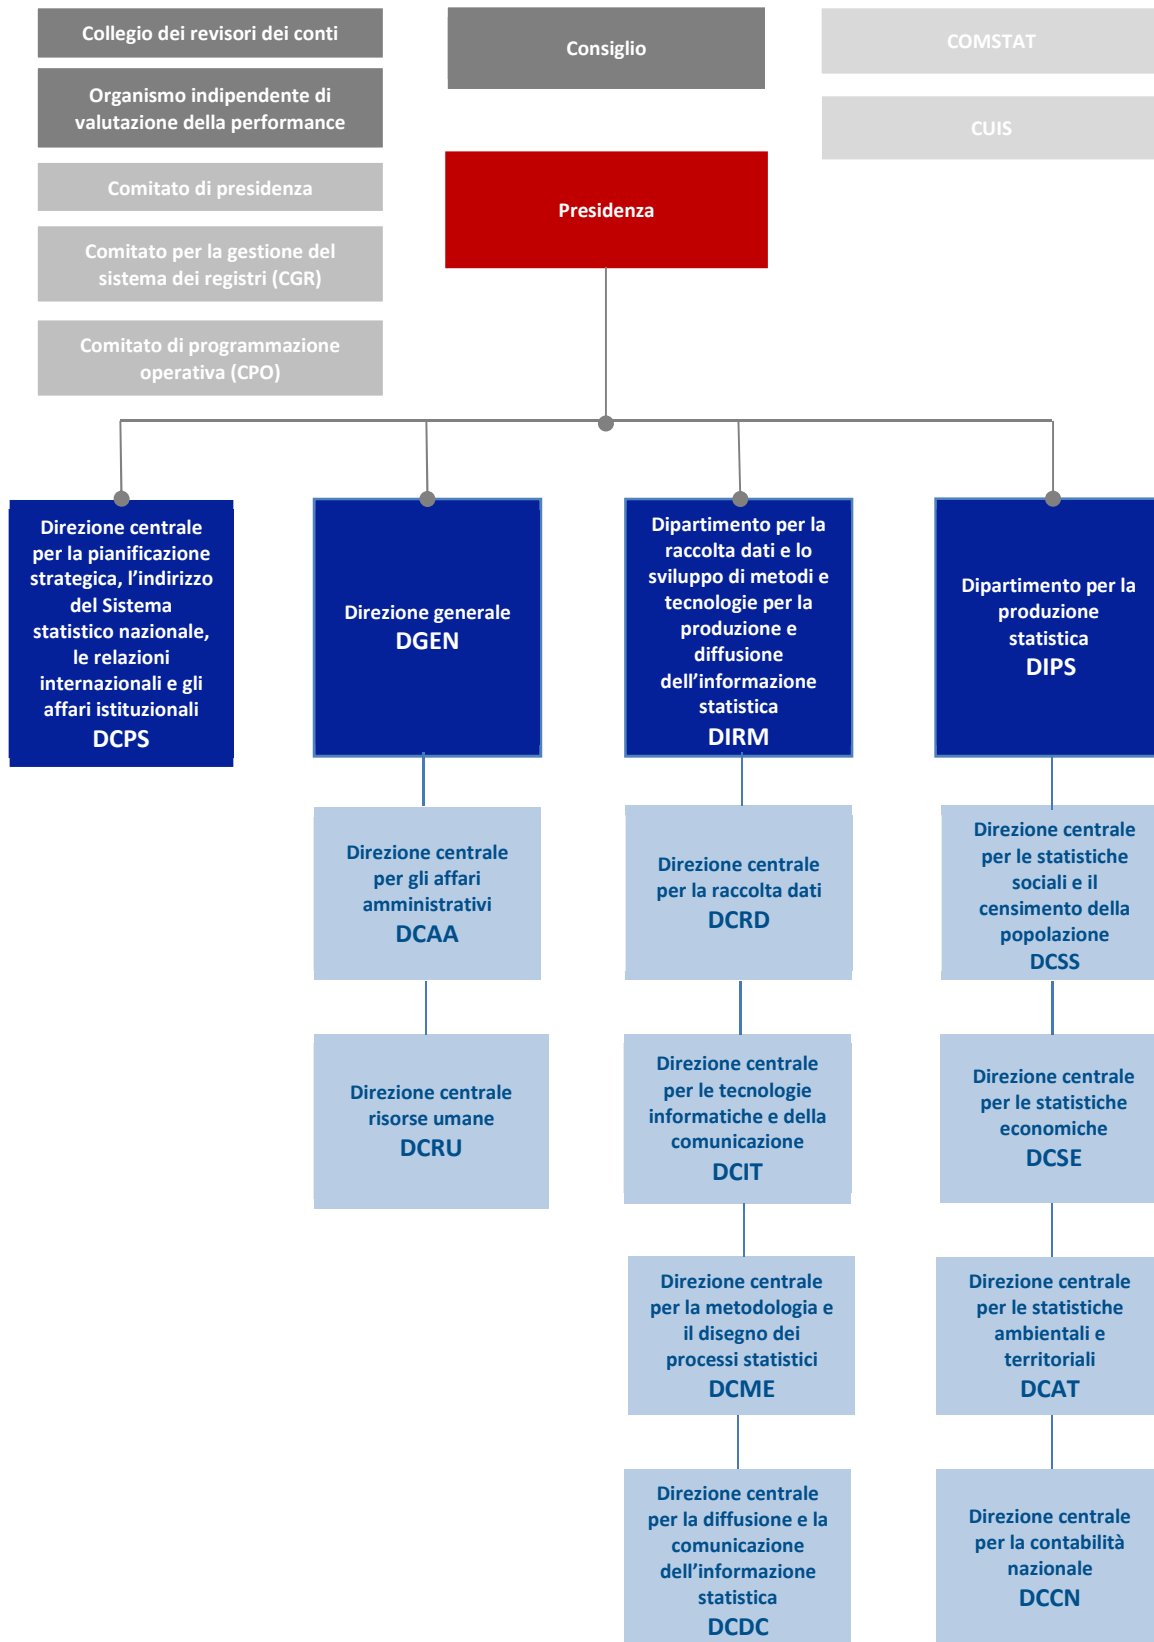 Collegio dei revisori dei conti
Organismo indipendente di
valutazione della performance
Comitato di presidenza
Comitato per la gestione del
sistema dei registri (CGR)
Comitato di programmazione
operativa (CPO)
Consiglio
COMSTAT
CUIS
Presidenza
Direzione centrale
per la pianificazione
strategica, l’indirizzo
del Sistema
statistico nazionale,
le relazioni
internazionali e gli
affari istituzionali
DCPS
Direzione generale
DGEN
Direzione centrale
per gli affari
amministrativi
DCAA
Direzione centrale
risorse umane
DCRU
Dipartimento per la
raccolta dati e lo
sviluppo di metodi e
tecnologie per la
produzione e
diffusione
dell’informazione
statistica
DIRM
Direzione centrale
per la raccolta dati
DCRD
Direzione centrale
per le tecnologie
informatiche e della
comunicazione
DCIT
Direzione centrale
per la metodologia e
il disegno dei
processi statistici
DCME
Direzione centrale
per la diffusione e la
comunicazione
dell’informazione
statistica
DCDC
Dipartimento per la
produzione
statistica
DIPS
Direzione centrale
per le statistiche
sociali e il
censimento della
popolazione
DCSS
Direzione centrale
per le statistiche
economiche
DCSE
Direzione centrale
per le statistiche
ambientali e
territoriali
DCAT
Direzione centrale
per la contabilità
nazionale
DCCN